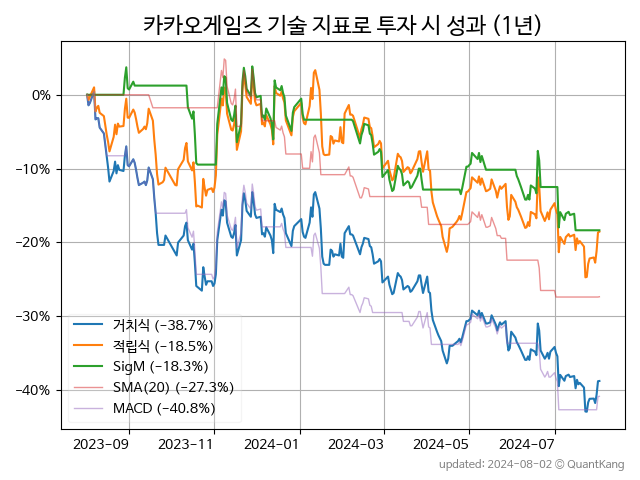 카카오게임즈 기술 지표로 투자 시 성과 (1년)
0%
−10%
−20%
−30%
−40%
거치식 (−38.7%)
적립식 (−18.5%)
SigM (−18.3%)
SMA(20) (−27.3%)
MACD (−40.8%)
2023-09 2023-11 2024-01 2024-03 2024-05 2024-07
updated: 2024-08-02 © QuantKang